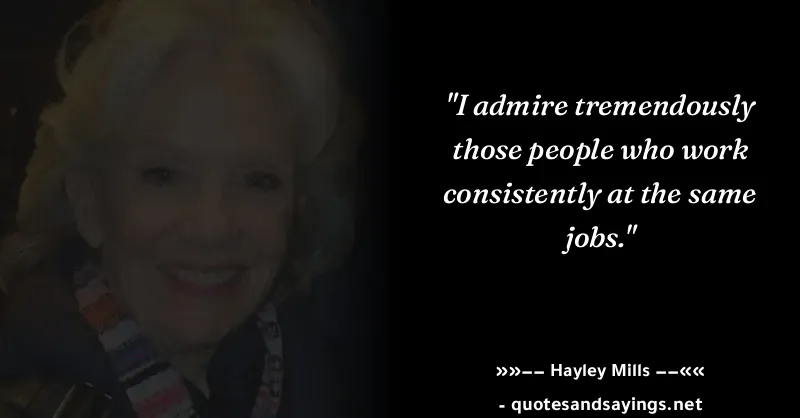 "I admire tremendously
those people who work
consistently at the same
jobs."
»»−− Hayley Mills −−««
- quotesandsayings.net